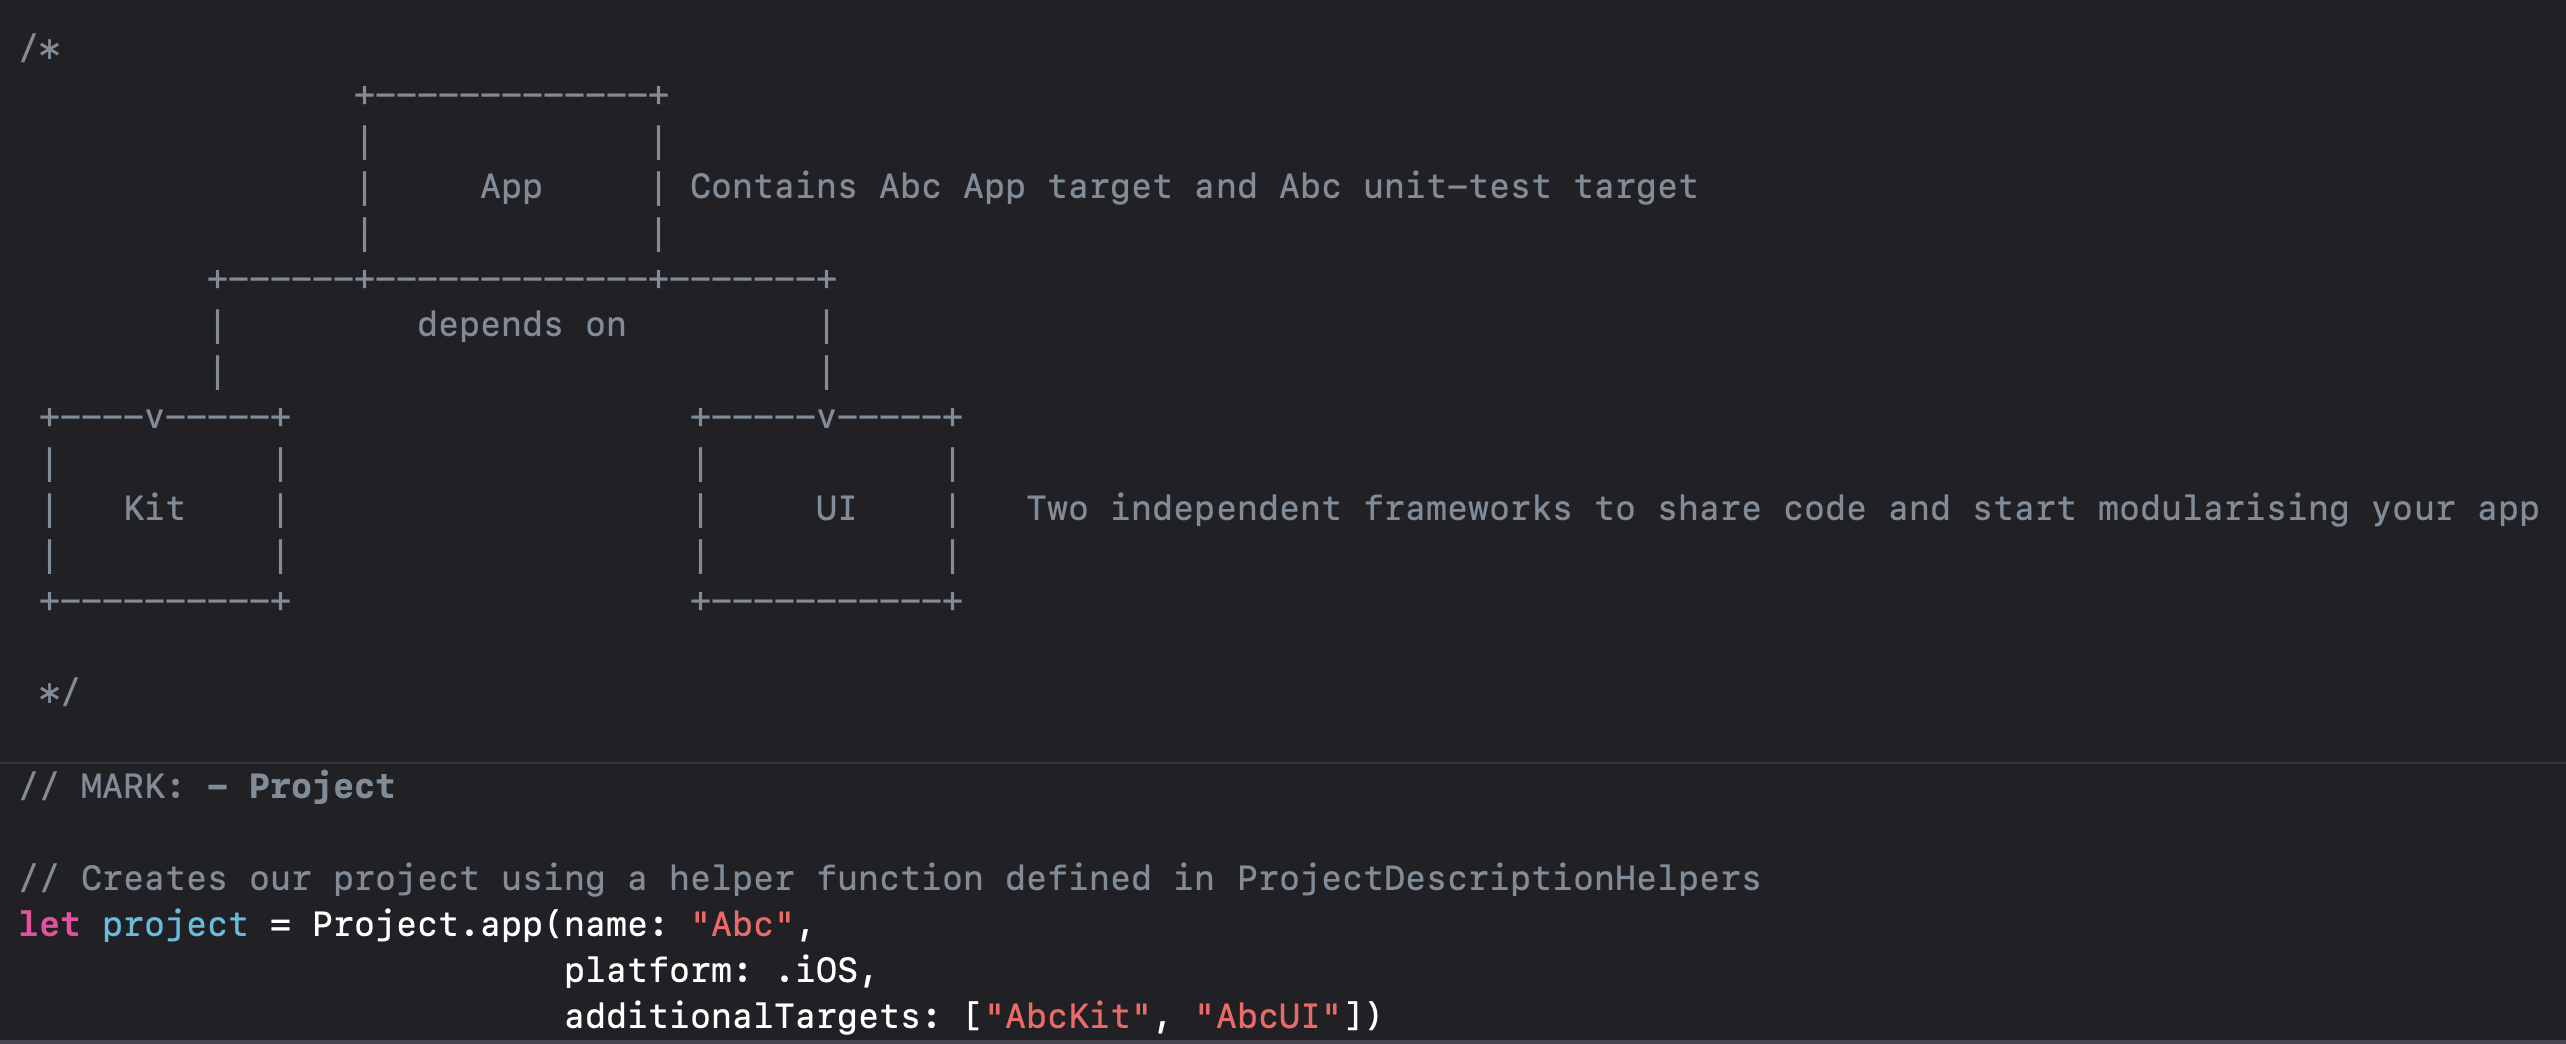 /*
                +-------------+
                |             |
                |     App     | Contains Abc App target and Abc unit-test target
                |             |
         +------+-------------+-------+
         |         depends on         |
         |                            |
 +----v-----+                   +-----v-----+
 |          |                   |           |
 |   Kit    |                   |     UI    |   Two independent frameworks to share code and start modularising your app
 |          |                   |           |
 +----------+                   +-----------+

 */

// MARK: - Project

// Creates our project using a helper function defined in ProjectDescriptionHelpers
let project = Project.app(name: "Abc",
                          platform: .iOS,
                          additionalTargets: ["AbcKit", "AbcUI"])